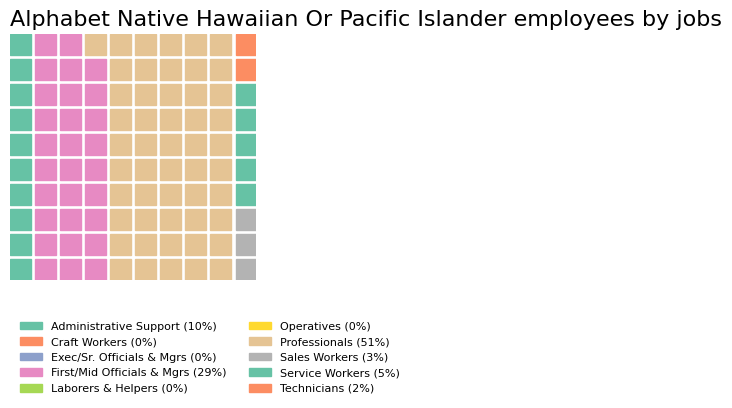 Alphabet Native Hawaiian Or Pacific Islander employees by jobs
Administrative Support (10%)
Craft Workers (0%)
Exec/Sr. Officials & Mgrs (0%)
First/Mid Officials & Mgrs (29%)
Laborers & Helpers (0%)
Operatives (0%)
Professionals (51%)
Sales Workers (3%)
Service Workers (5%)
Technicians (2%)